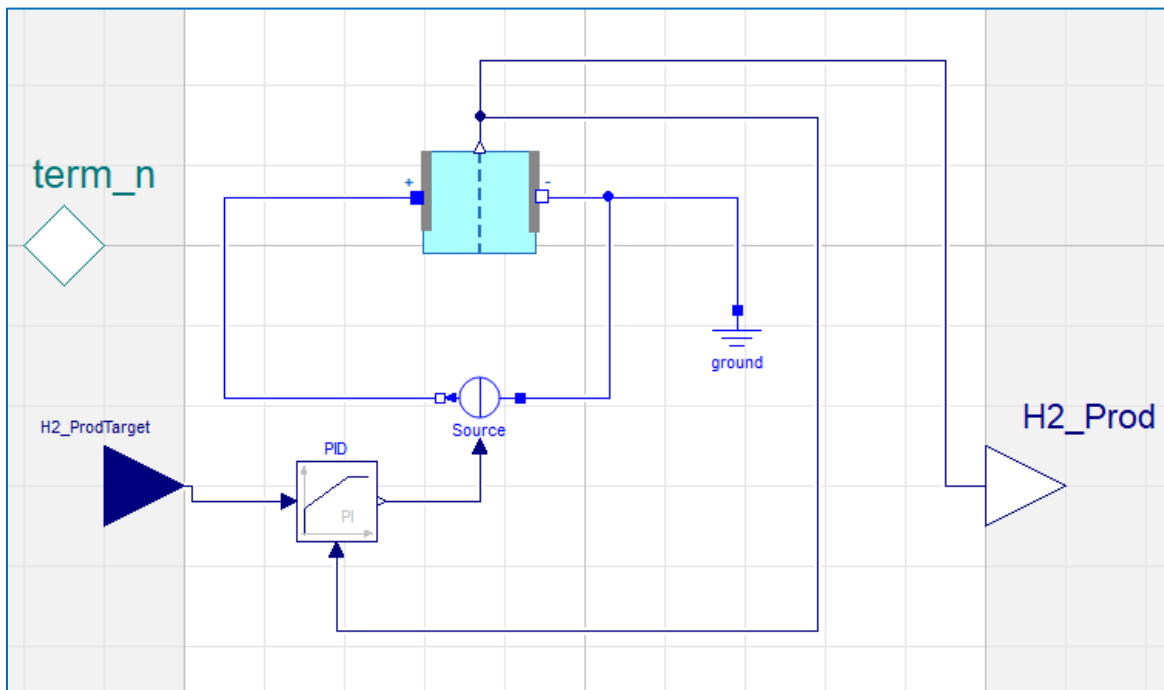 term_n
+
-
ground
Source
H2_ProdTarget
PID
PI
H2_Prod